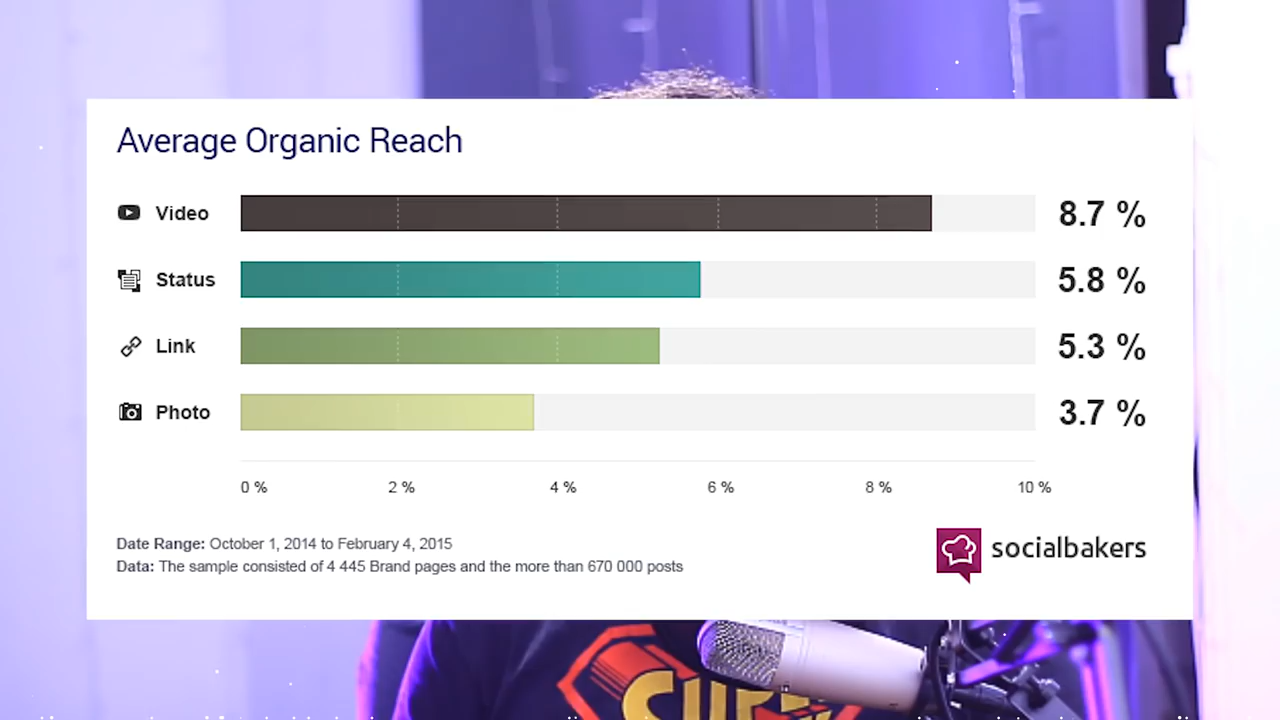 Average Organic Reach
Video 8.7 %
Status 5.8 %
Link 5.3 %
Photo 3.7 %
0 % 2 % 4 % 6 % 8 % 10 %
Date Range: October 1, 2014 to February 4, 2015
Data: The sample consisted of 4 445 Brand pages and the more than 670 000 posts
socialbakers